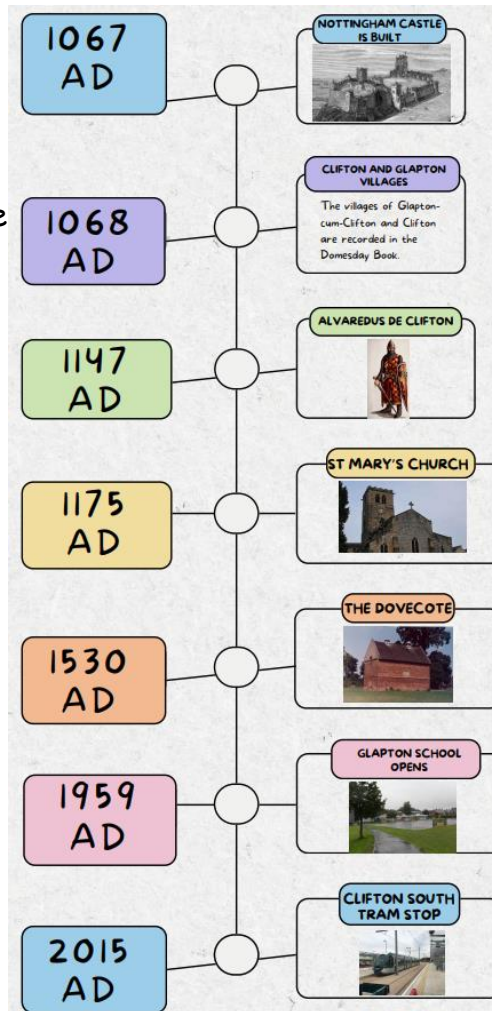 1067
AD
NOTTINGHAM CASTLE
IS BUILT
e
1068
AD
CLIFTON AND GLAPTON
VILLAGES
The villages of Glapton-
cum-Clifton and Clifton
are recorded in the
Domesday Book.
1147
AD
ALVAREDUS DE CLIFTON
1175
AD
ST MARY'S CHURCH
1530
AD
THE DOVECOTE
1959
AD
GLAPTON SCHOOL
OPENS
2015
AD
CLIFTON SOUTH
TRAM STOP